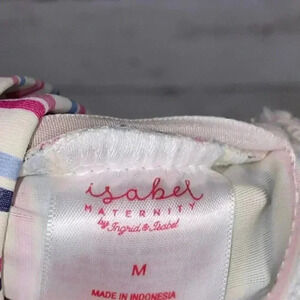 isabel
MATERNITY
by Ingrid & Isabel
M
MADE IN INDONESIA